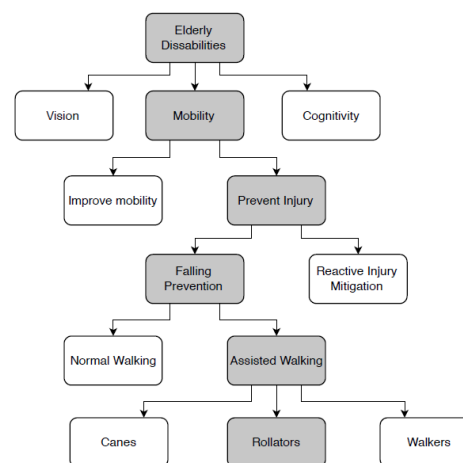 Elderly
Dissabilities
Vision
Mobility
Cognitivity
Improve mobility
Prevent Injury
Falling
Prevention
Reactive Injury
Mitigation
Normal Walking
Assisted Walking
Canes
Rollators
Walkers